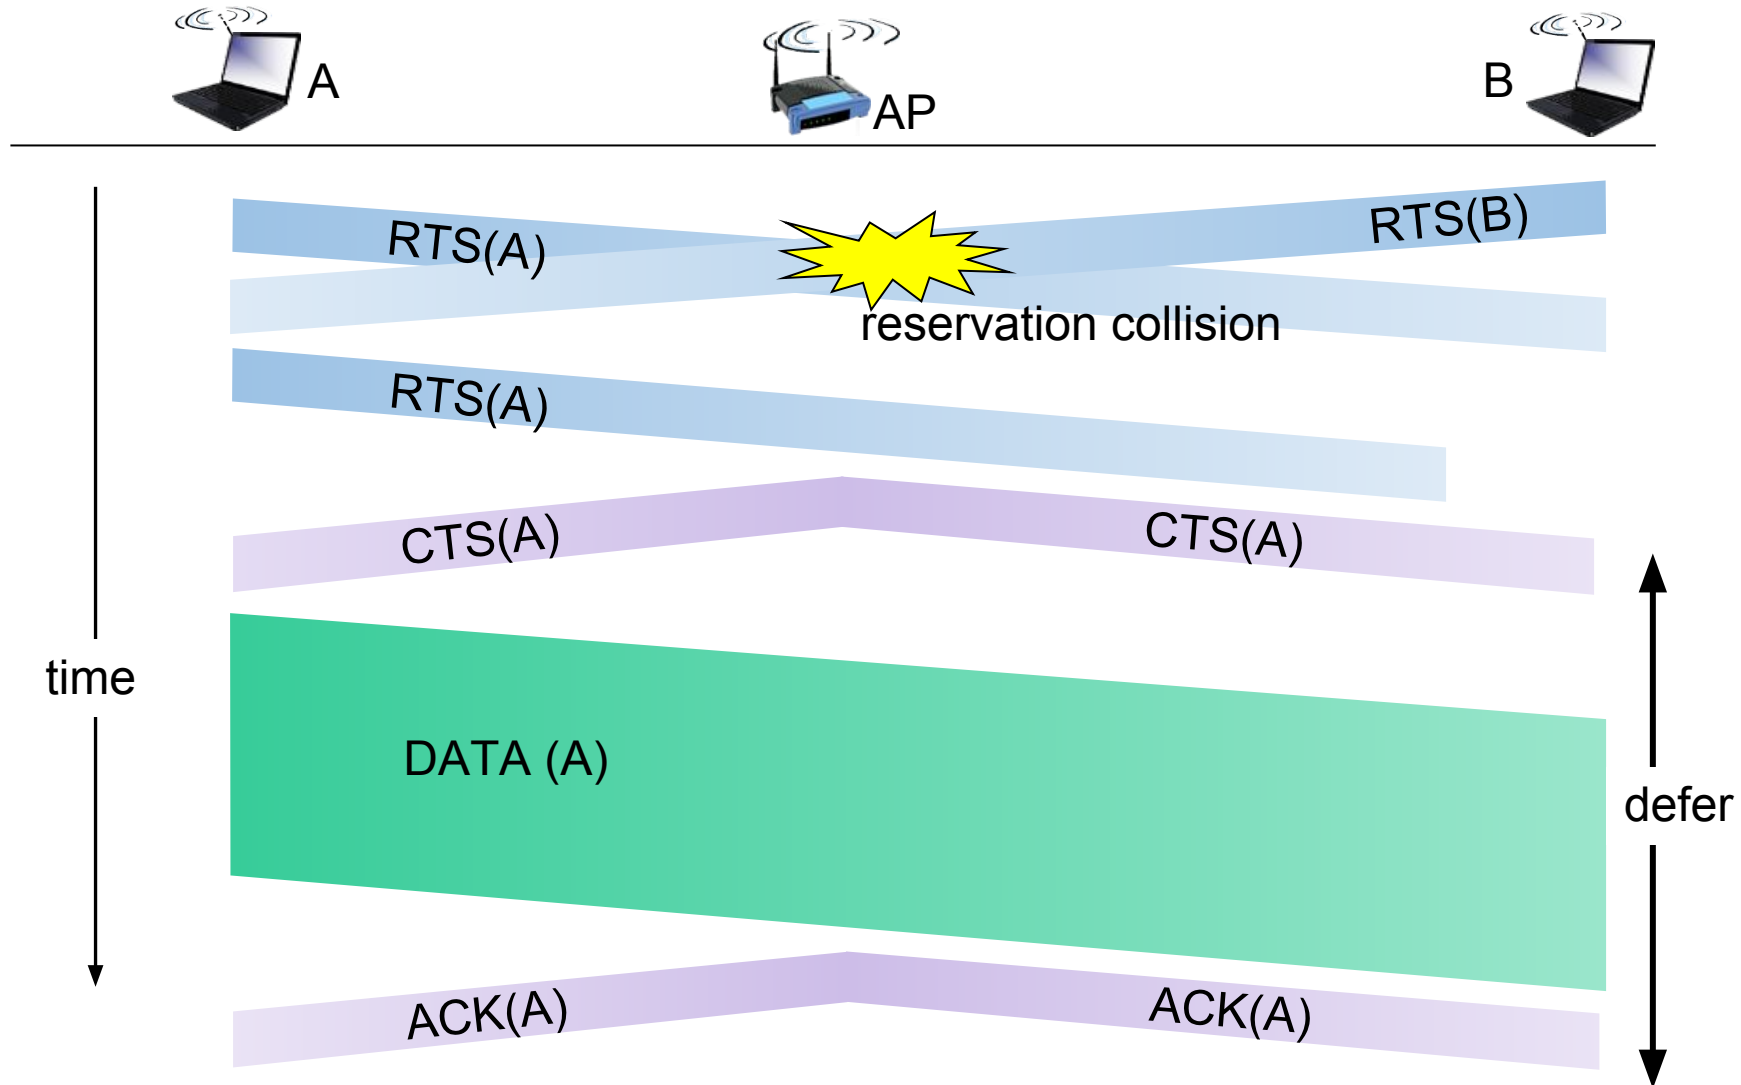 A
AP
B
RTS(A)
RTS(B)
reservation collision
RTS(A)
CTS(A)
CTS(A)
time
DATA (A)
defer
ACK(A)
ACK(A)